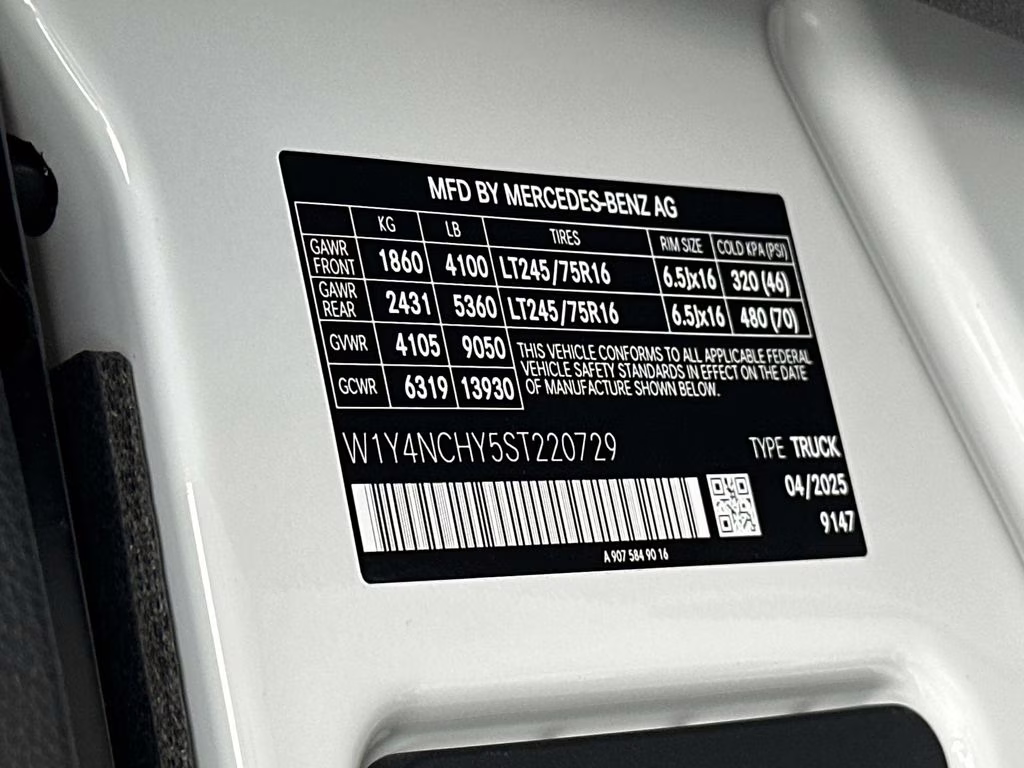 MFD BY MERCEDES-BENZ AG
KG LB TIRES RIM SIZE COLD KPA (PSI)
GAWR FRONT 1860 4100 LT245/75R16 6.5Jx16 320 (46)
GAWR REAR 2431 5360 LT245/75R16 6.5Jx16 480 (70)
GVWR 4105 9050
GCWR 6319 13930
THIS VEHICLE CONFORMS TO ALL APPLICABLE FEDERAL
VEHICLE SAFETY STANDARDS IN EFFECT ON THE DATE
OF MANUFACTURE SHOWN BELOW.
W1Y4NCHY5ST220729
TYPE TRUCK
04/2025
9147
A 907 584 90 16